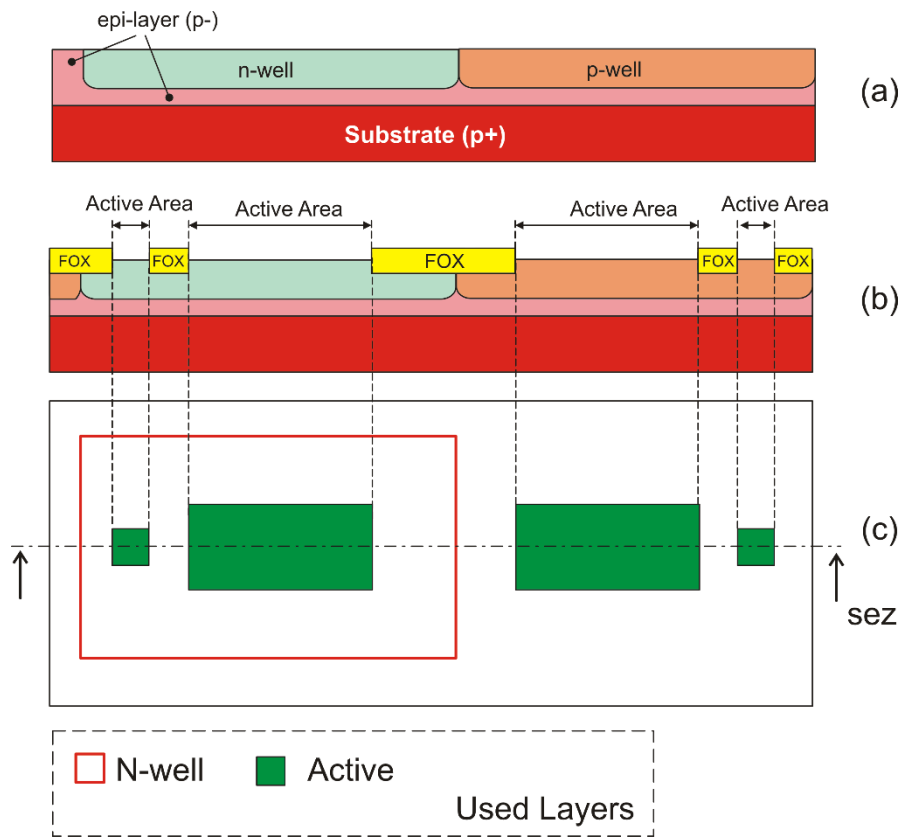 epi-layer (p-)
n-well
p-well
(a)
Substrate (p+)
Active Area
Active Area
Active Area
Active Area
FOX
FOX
FOX
FOX
FOX
(b)
(c)
sez
N-well
Active
Used Layers